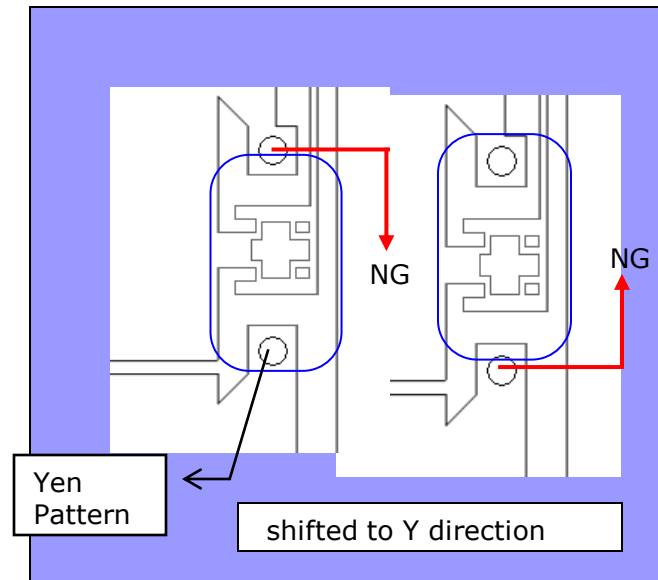 NG
NG
Yen
Pattern
shifted to Y direction